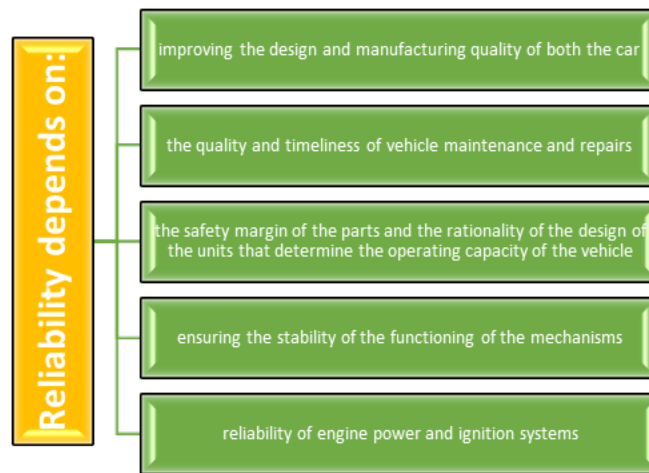 Reliability depends on:
improving the design and manufacturing quality of both the car
the quality and timeliness of vehicle maintenance and repairs
the safety margin of the parts and the rationality of the design of
the units that determine the operating capacity of the vehicle
ensuring the stability of the functioning of the mechanisms
reliability of engine power and ignition systems